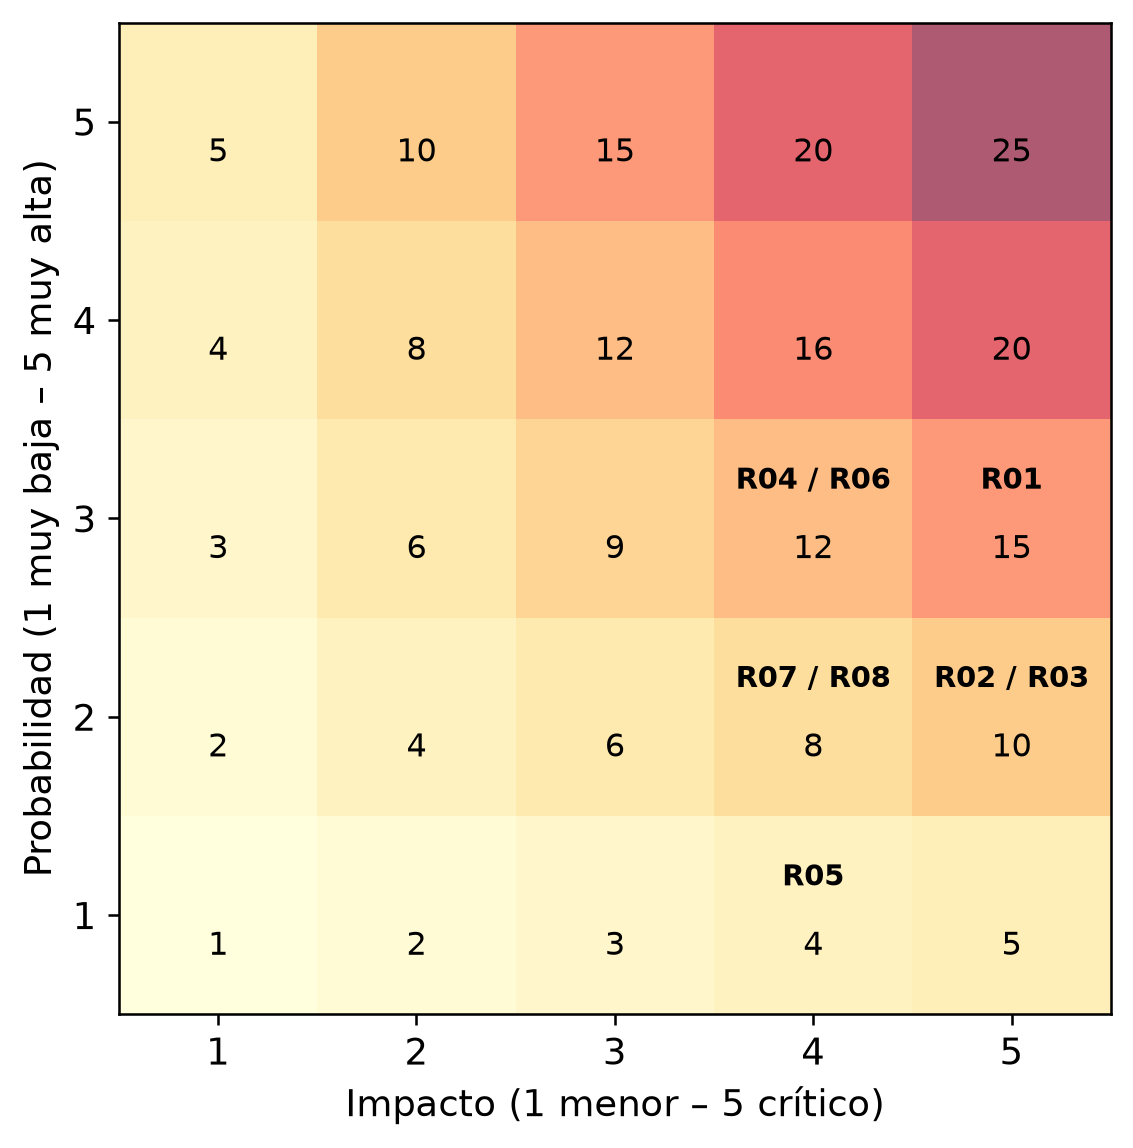 Probabilidad (1 muy baja – 5 muy alta)
5
5 10 15 20 25
4
4 8 12 16 20
R04 / R06 R01
3
3 6 9 12 15
R07 / R08 R02 / R03
2
2 4 6 8 10
R05
1
1 2 3 4 5
1 2 3 4 5
Impacto (1 menor – 5 crítico)